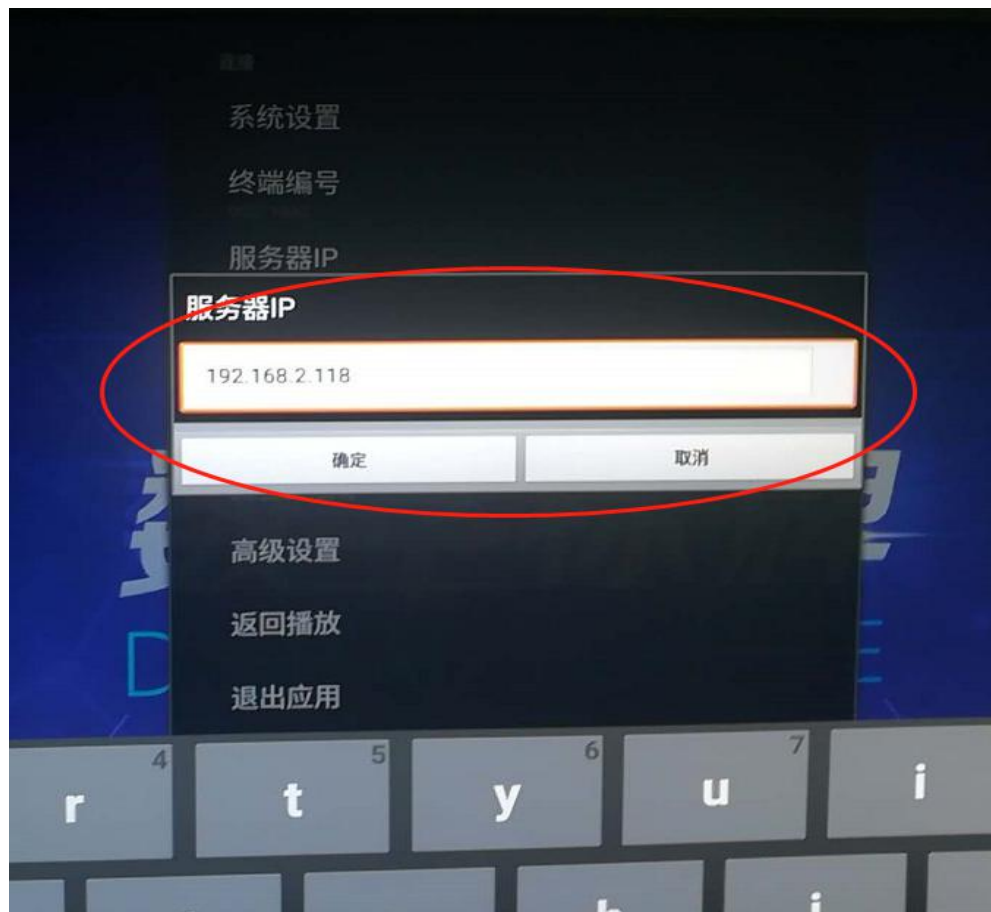 系统设置
终端编号
服务器IP
服务器IP
192.168.2.118
确定 取消
高级设置
返回播放
退出应用
D E
4 5 6 7
r t y u i
h j